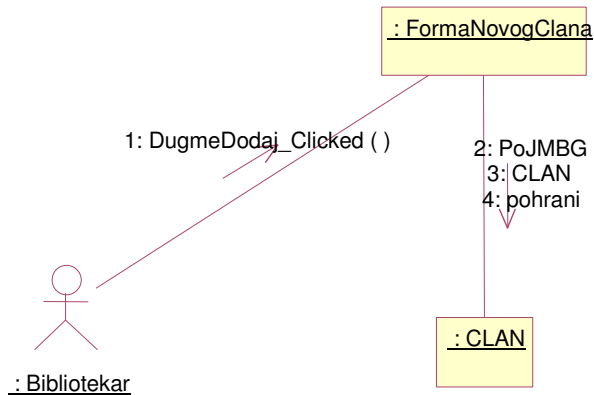 : FormaNovogClana
1: DugmeDodaj_Clicked ( )
2: PoJMBG
3: CLAN
4: pohrani
: CLAN
: Bibliotekar